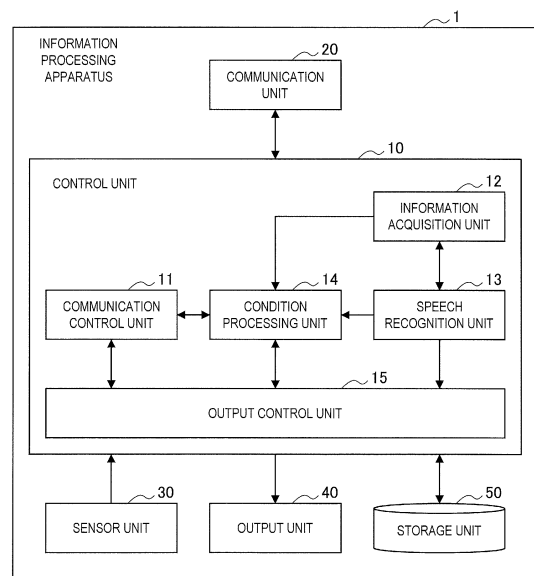 1
INFORMATION
PROCESSING
APPARATUS
20
COMMUNICATION
UNIT
10
CONTROL UNIT
12
INFORMATION
ACQUISITION UNIT
11
COMMUNICATION
CONTROL UNIT
14
CONDITION
PROCESSING UNIT
13
SPEECH
RECOGNITION UNIT
15
OUTPUT CONTROL UNIT
30
SENSOR UNIT
40
OUTPUT UNIT
50
STORAGE UNIT